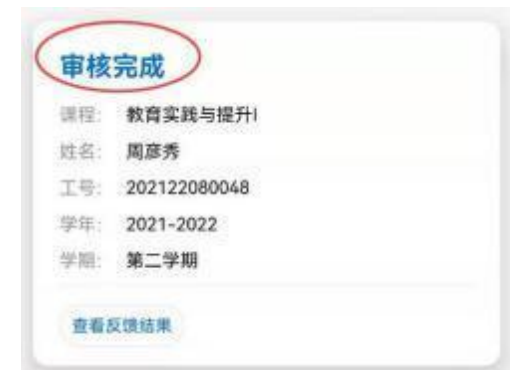 审核完成
课程: 教育实践与提升I
姓名: 周彦秀
工号: 202122080048
学年: 2021-2022
学期: 第二学期
查看反馈结果